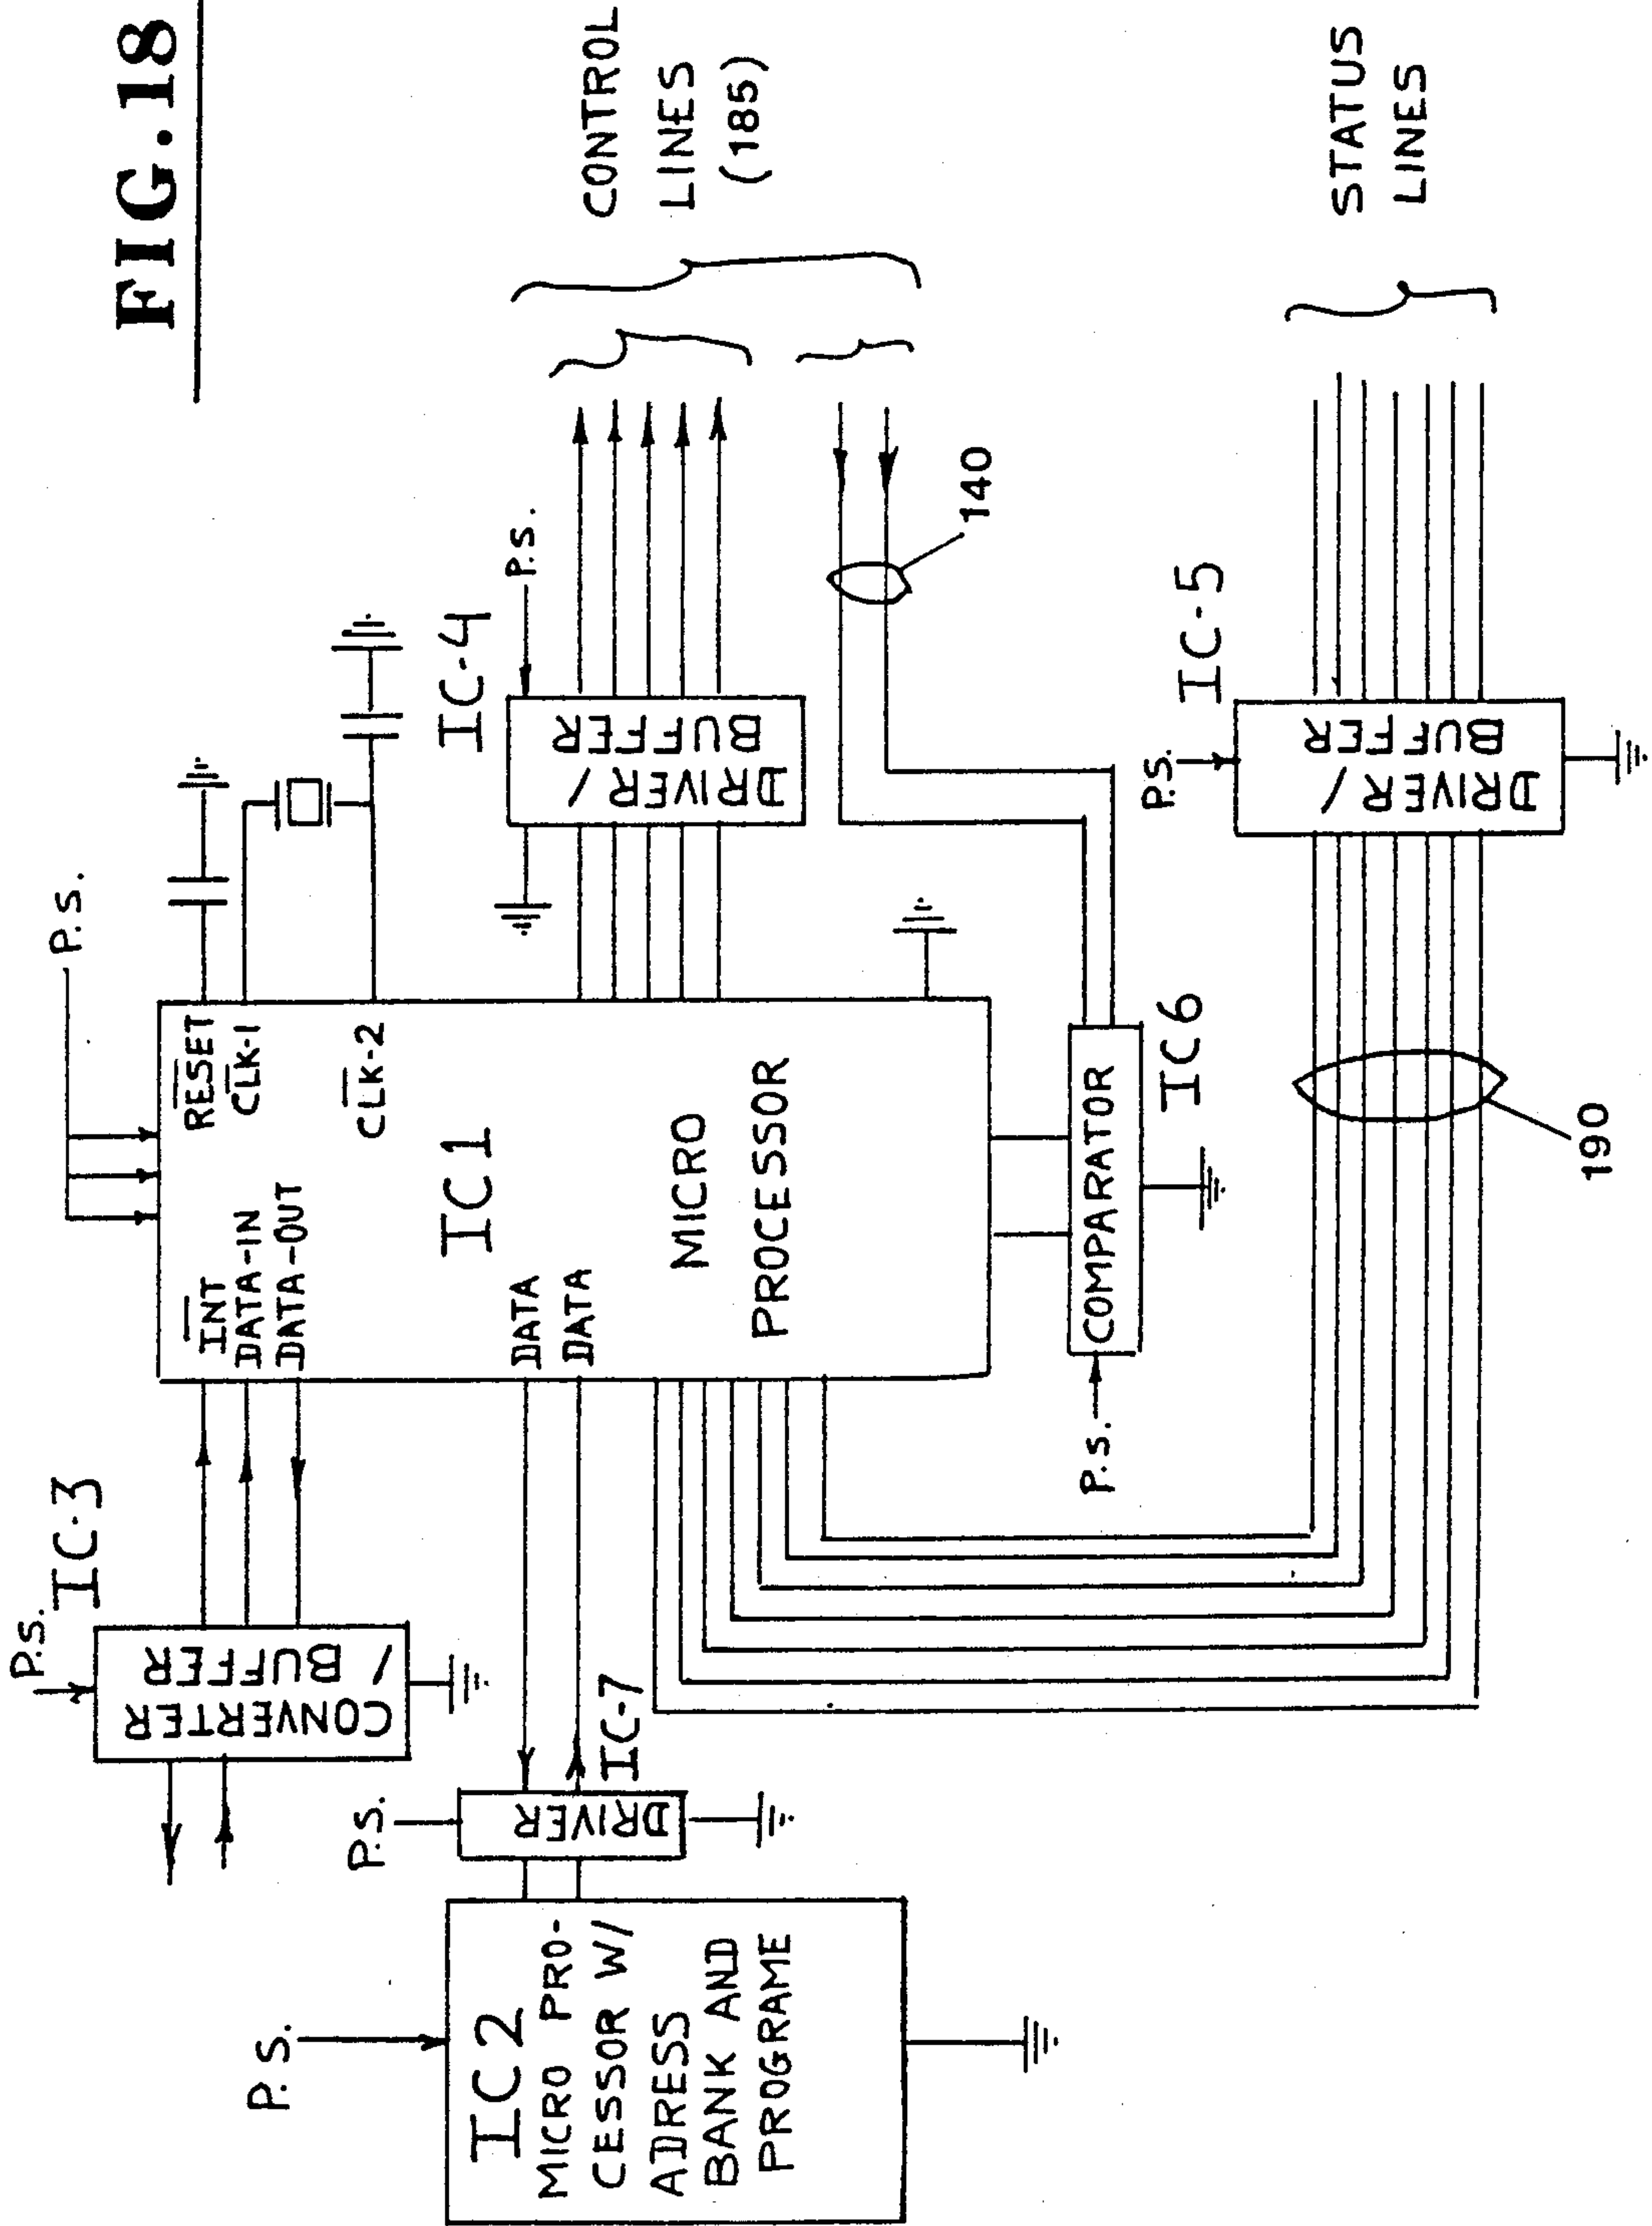 FIG.18
P.S.
IC-3
CONVERTER
/ BUFFER
INT
DATA-IN
DATA-OUT
RESET
CLK-1
CLK-2
IC1
DATA
DATA
MICRO
PROCESSOR
P.S.
IC-4
P.S.
DRIVER /
BUFFER
CONTROL
LINES
(185)
140
P.S.
IC2
MICRO PRO-
CESSOR W/
ADRESS
BANK AND
PROGRAME
P.S.
DRIVER
IC-7
P.S.
COMPARATOR
IC6
P.S.
IC-5
DRIVER /
BUFFER
STATUS
LINES
190